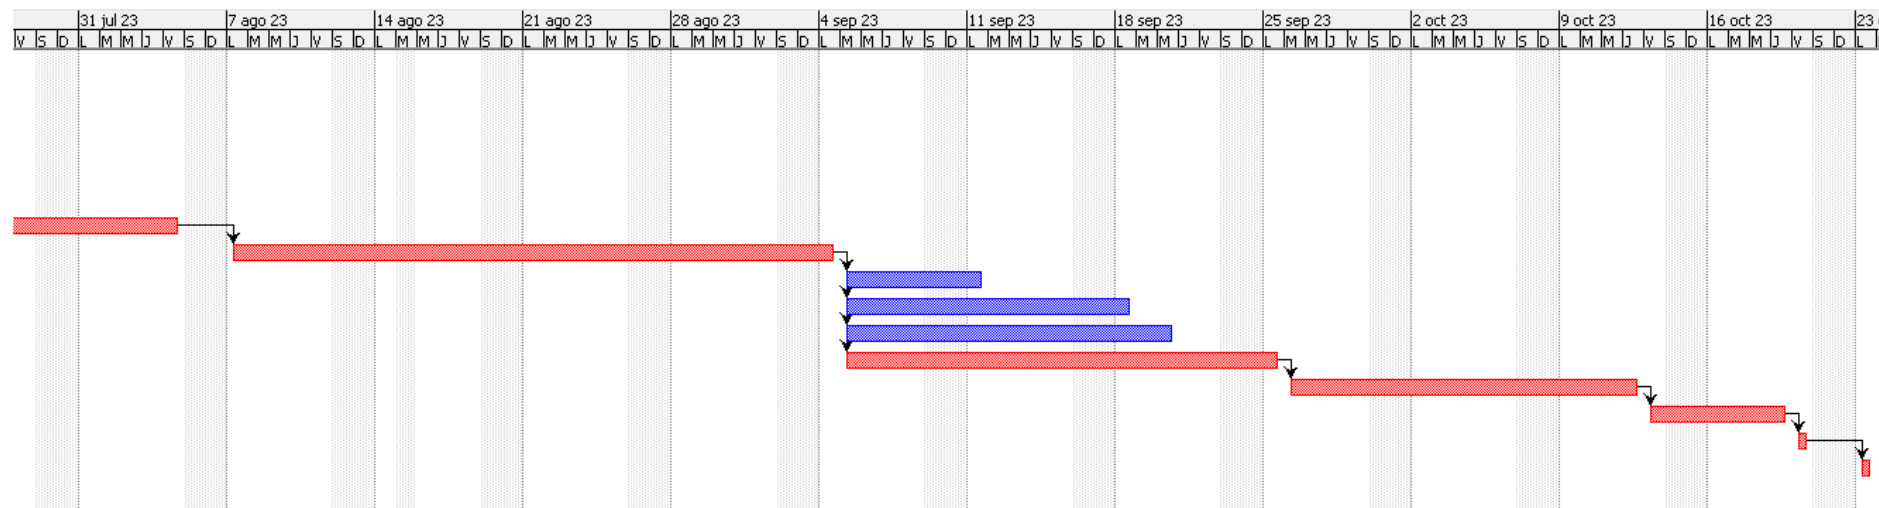 31 jul 23 7 ago 23 14 ago 23 21 ago 23 28 ago 23 4 sep 23 11 sep 23 18 sep 23 25 sep 23 2 oct 23 9 oct 23 16 oct 23 23
V S D L M M J V S D L M M J V S D L M M J V S D L M M J V S D L M M J V S D L M M J V S D L M M J V S D L M M J V S D L M M J V S D L M M J V S D L M M J V S D L M M J V S D L